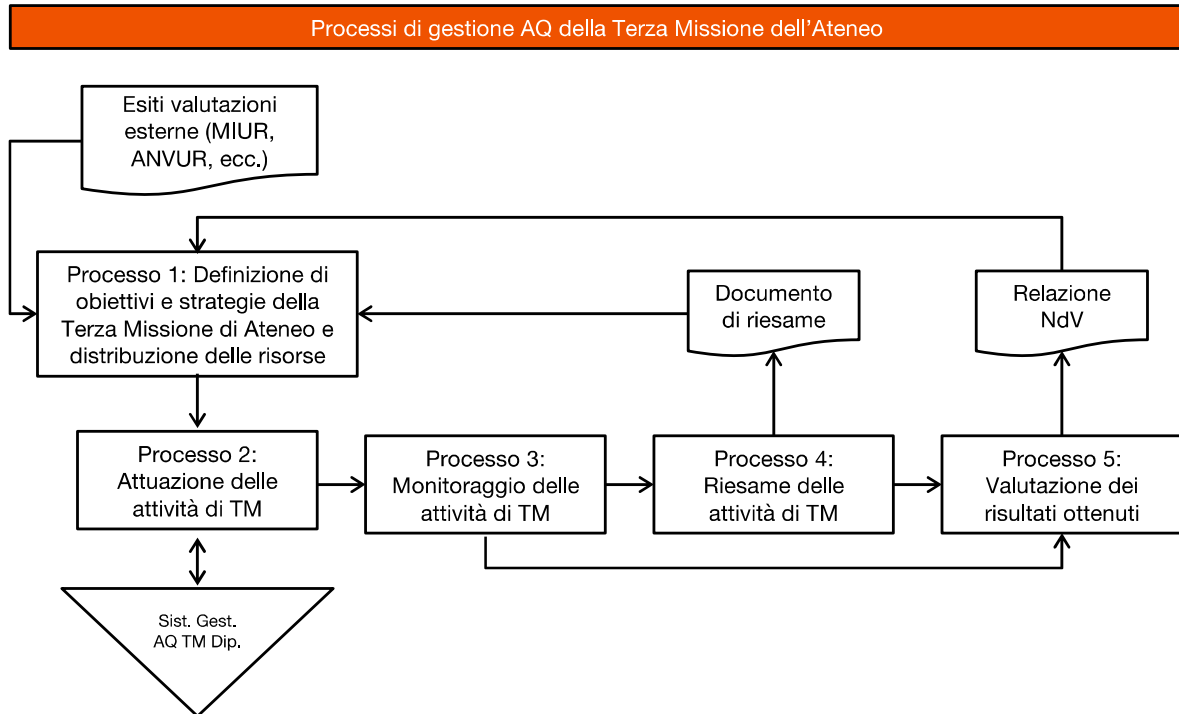 Processi di gestione AQ della Terza Missione dell'Ateneo
Esiti valutazioni
esterne (MIUR,
ANVUR, ecc.)
Processo 1: Definizione di
obiettivi e strategie della
Terza Missione di Ateneo e
distribuzione delle risorse
Documento
di riesame
Relazione
NdV
Processo 2:
Attuazione delle
attività di TM
Processo 3:
Monitoraggio delle
attività di TM
Processo 4:
Riesame delle
attività di TM
Processo 5:
Valutazione dei
risultati ottenuti
Sist. Gest.
AQ TM Dip.